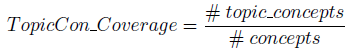 TopicCon_Coverage = # topic_concepts / # concepts